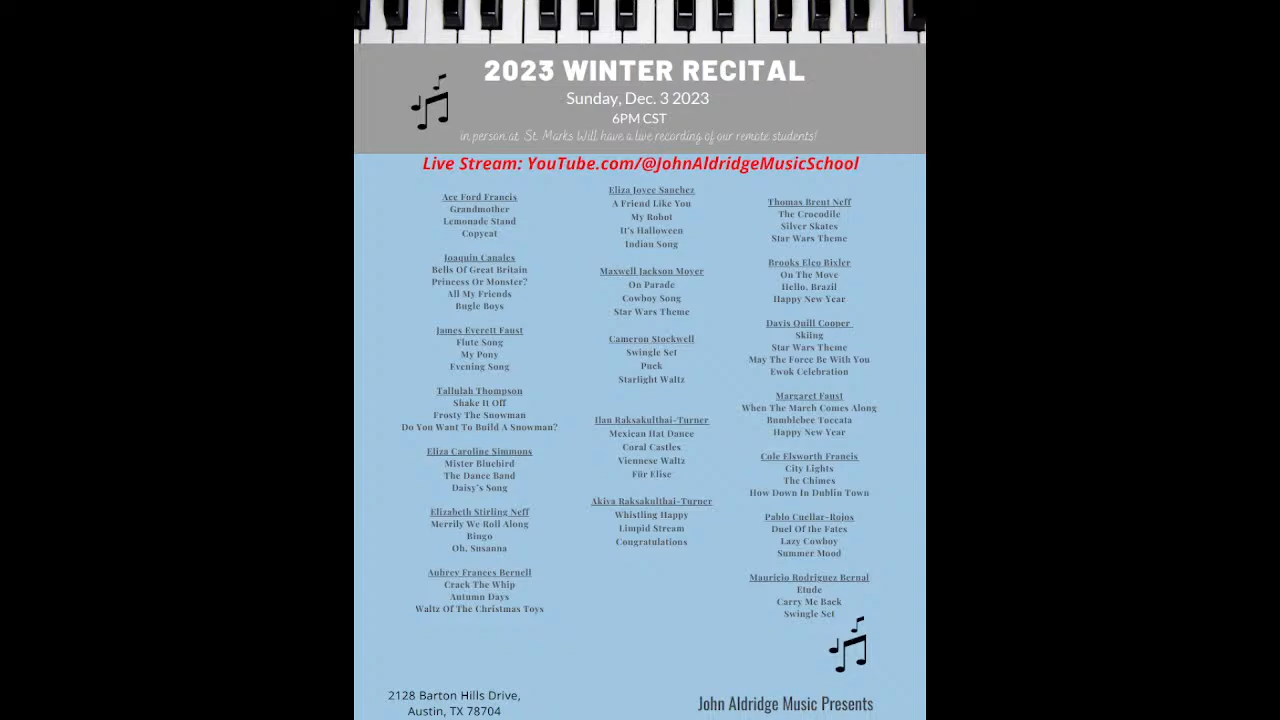 2023 WINTER RECITAL
Sunday, Dec. 3 2023
6PM CST
in person at St. Marks Will have a live recording of our remote students!
Live Stream: YouTube.com/@JohnAldridgeMusicSchool
Ace Ford Francis
Grandmother
Lemonade Stand
Copycat
Joaquin Canales
Bells Of Great Britain
Princess Or Monster?
All My Friends
Bugle Boys
James Everett Faust
Flute Song
My Pony
Evening Song
Tallulah Thompson
Shake It Off
Frosty The Snowman
Do You Want To Build A Snowman?
Eliza Caroline Simmons
Mister Bluebird
The Dance Band
Daisy's Song
Elizabeth Stirling Neff
Merrily We Roll Along
Bingo
Oh, Susanna
Aubrey Frances Bernell
Crack The Whip
Autumn Days
Waltz Of The Christmas Toys
Eliza Joyce Sanchez
A Friend Like You
My Robot
It's Halloween
Indian Song
Maxwell Jackson Moyer
On Parade
Cowboy Song
Star Wars Theme
Cameron Stockwell
Swingle Set
Puck
Starlight Waltz
Ilan Raksakulthai-Turner
Mexican Hat Dance
Coral Castles
Viennese Waltz
Für Elise
Akiva Raksakulthai-Turner
Whistling Happy
Limpid Stream
Congratulations
Thomas Brent Neff
The Crocodile
Silver Skates
Star Wars Theme
Brooks Elco Bixler
On The Move
Hello, Brazil
Happy New Year
Davis Quill Cooper
Skiing
Star Wars Theme
May The Force Be With You
Ewok Celebration
Margaret Faust
When The March Comes Along
Bumblebee Toccata
Happy New Year
Cole Elsworth Francis
City Lights
The Chimes
How Down In Dublin Town
Pablo Cuellar-Rojos
Duel Of the Fates
Lazy Cowboy
Summer Mood
Mauricio Rodriguez Bernal
Etude
Carry Me Back
Swingle Set
2128 Barton Hills Drive,
Austin, TX 78704
John Aldridge Music Presents